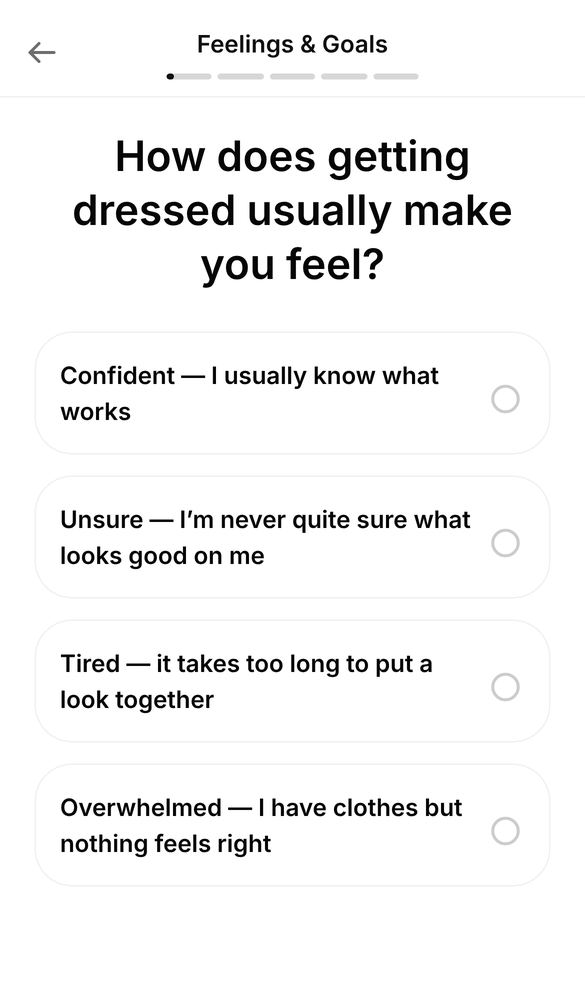 Feelings & Goals
How does getting
dressed usually make
you feel?
Confident — I usually know what
works
Unsure — I’m never quite sure what
looks good on me
Tired — it takes too long to put a
look together
Overwhelmed — I have clothes but
nothing feels right